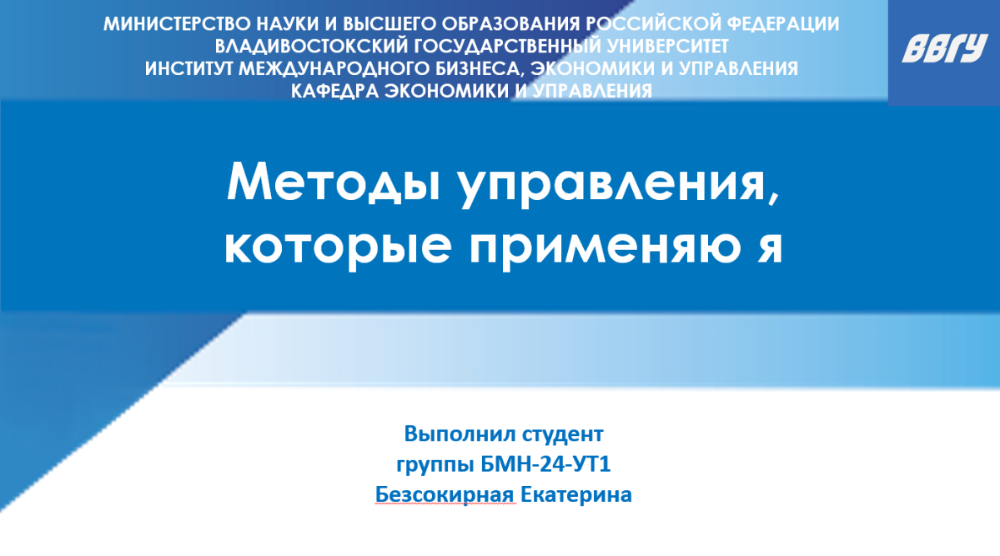 МИНИСТЕРСТВО НАУКИ И ВЫСШЕГО ОБРАЗОВАНИЯ РОССИЙСКОЙ ФЕДЕРАЦИИ
ВЛАДИВОСТОКСКИЙ ГОСУДАРСТВЕННЫЙ УНИВЕРСИТЕТ
ИНСТИТУТ МЕЖДУНАРОДНОГО БИЗНЕСА, ЭКОНОМИКИ И УПРАВЛЕНИЯ
КАФЕДРА ЭКОНОМИКИ И УПРАВЛЕНИЯ
ВВГУ
Методы управления,
которые применяю я
Выполнил студент
группы БМН-24-УТ1
Безсокирная Екатерина